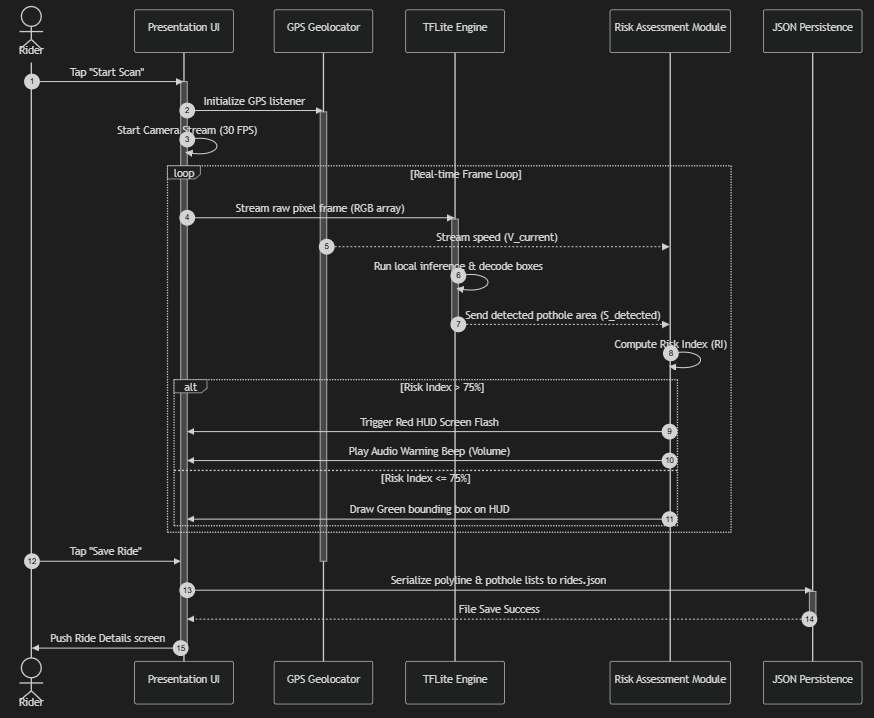 Rider
Presentation UI
GPS Geolocator
TFLite Engine
Risk Assessment Module
JSON Persistence
1
Tap "Start Scan"
2
Initialize GPS listener
3
Start Camera Stream (30 FPS)
loop
[Real-time Frame Loop]
4
Stream raw pixel frame (RGB array)
5
Stream speed (V_current)
6
Run local inference & decode boxes
7
Send detected pothole area (S_detected)
8
Compute Risk Index (RI)
alt
[Risk Index > 75%]
9
Trigger Red HUD Screen Flash
10
Play Audio Warning Beep (Volume)
[Risk Index <= 75%]
11
Draw Green bounding box on HUD
12
Tap "Save Ride"
13
Serialize polyline & pothole lists to rides.json
14
File Save Success
15
Push Ride Details screen
Rider
Presentation UI
GPS Geolocator
TFLite Engine
Risk Assessment Module
JSON Persistence